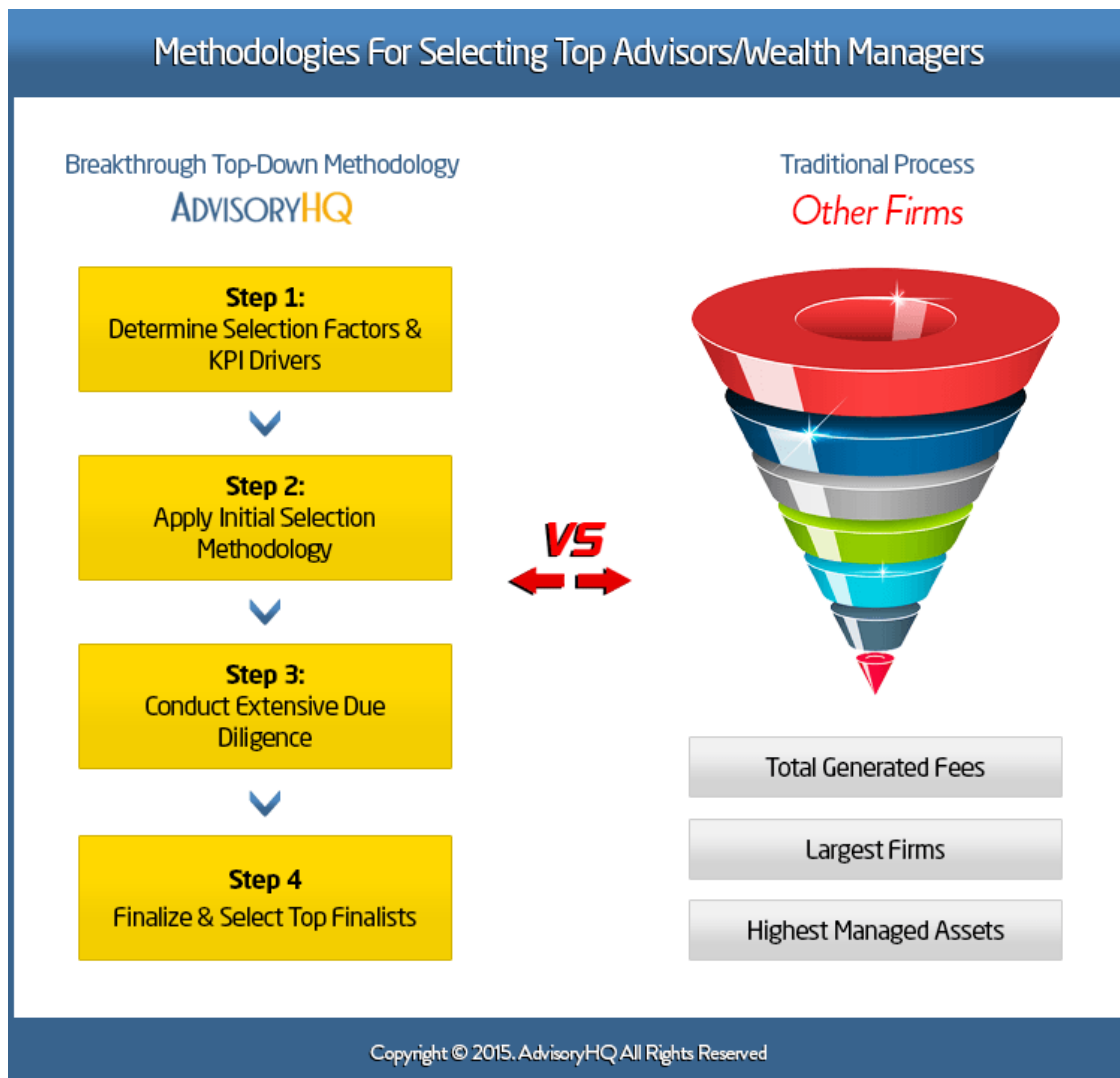 Methodologies For Selecting Top Advisors/Wealth Managers
Breakthrough Top-Down Methodology
ADVISORYHQ
Step 1:
Determine Selection Factors &
KPI Drivers
Step 2:
Apply Initial Selection
Methodology
Step 3:
Conduct Extensive Due
Diligence
Step 4
Finalize & Select Top Finalists
VS
Traditional Process
Other Firms
Total Generated Fees
Largest Firms
Highest Managed Assets
Copyright © 2015. AdvisoryHQ All Rights Reserved